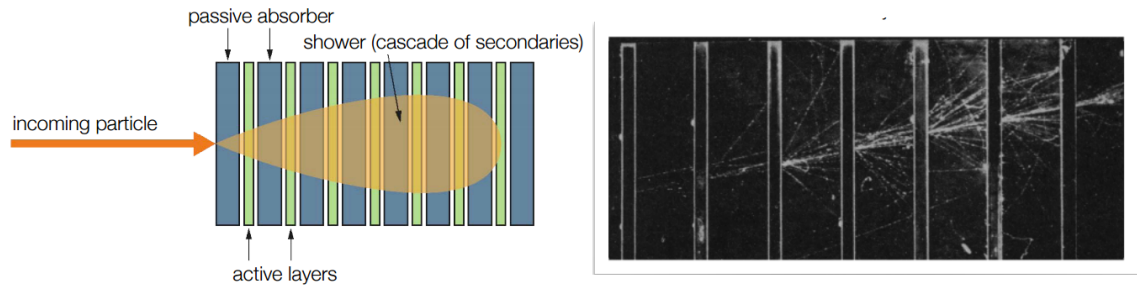 passive absorber
shower (cascade of secondaries)
incoming particle
active layers